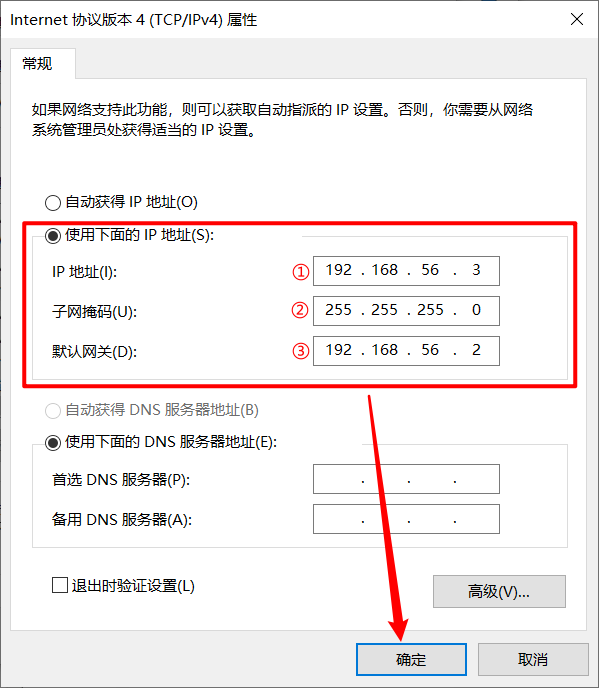 Internet 协议版本 4 (TCP/IPv4) 属性
常规
如果网络支持此功能，则可以获取自动指派的 IP 设置。否则，你需要从网络
系统管理员处获得适当的 IP 设置。
自动获得 IP 地址(O)
使用下面的 IP 地址(S):
IP 地址(I): ① 192 . 168 . 56 . 3
子网掩码(U): ② 255 . 255 . 255 . 0
默认网关(D): ③ 192 . 168 . 56 . 2
自动获得 DNS 服务器地址(B)
使用下面的 DNS 服务器地址(E):
首选 DNS 服务器(P): . . .
备用 DNS 服务器(A): . . .
退出时验证设置(L)
高级(V)...
确定 取消